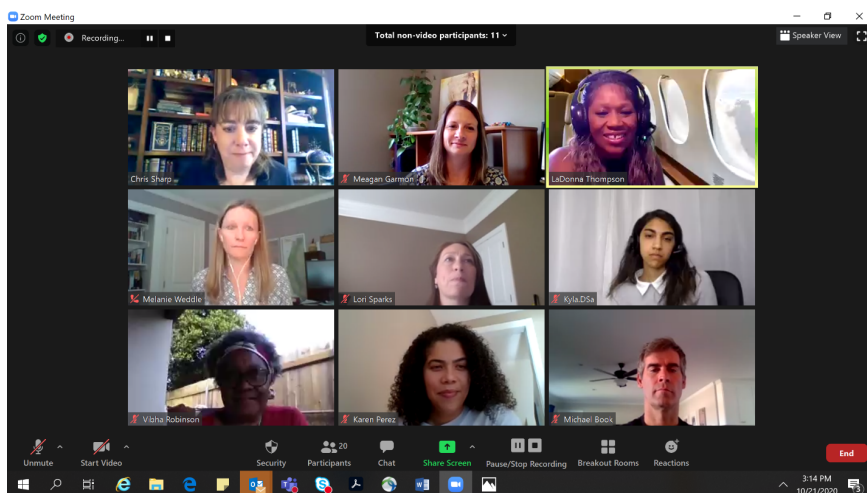 Zoom Meeting
Recording...
Total non-video participants: 11
Speaker View
Chris Sharp
Meagan Garmon
LaDonna Thompson
Melanie Weddle
Lori Sparks
Kyla.DSa
Vibha Robinson
Karen Perez
Michael Book
20
Unmute
Start Video
Security
Participants
Chat
Share Screen
Pause/Stop Recording
Breakout Rooms
Reactions
End
3:14 PM
10/21/2020